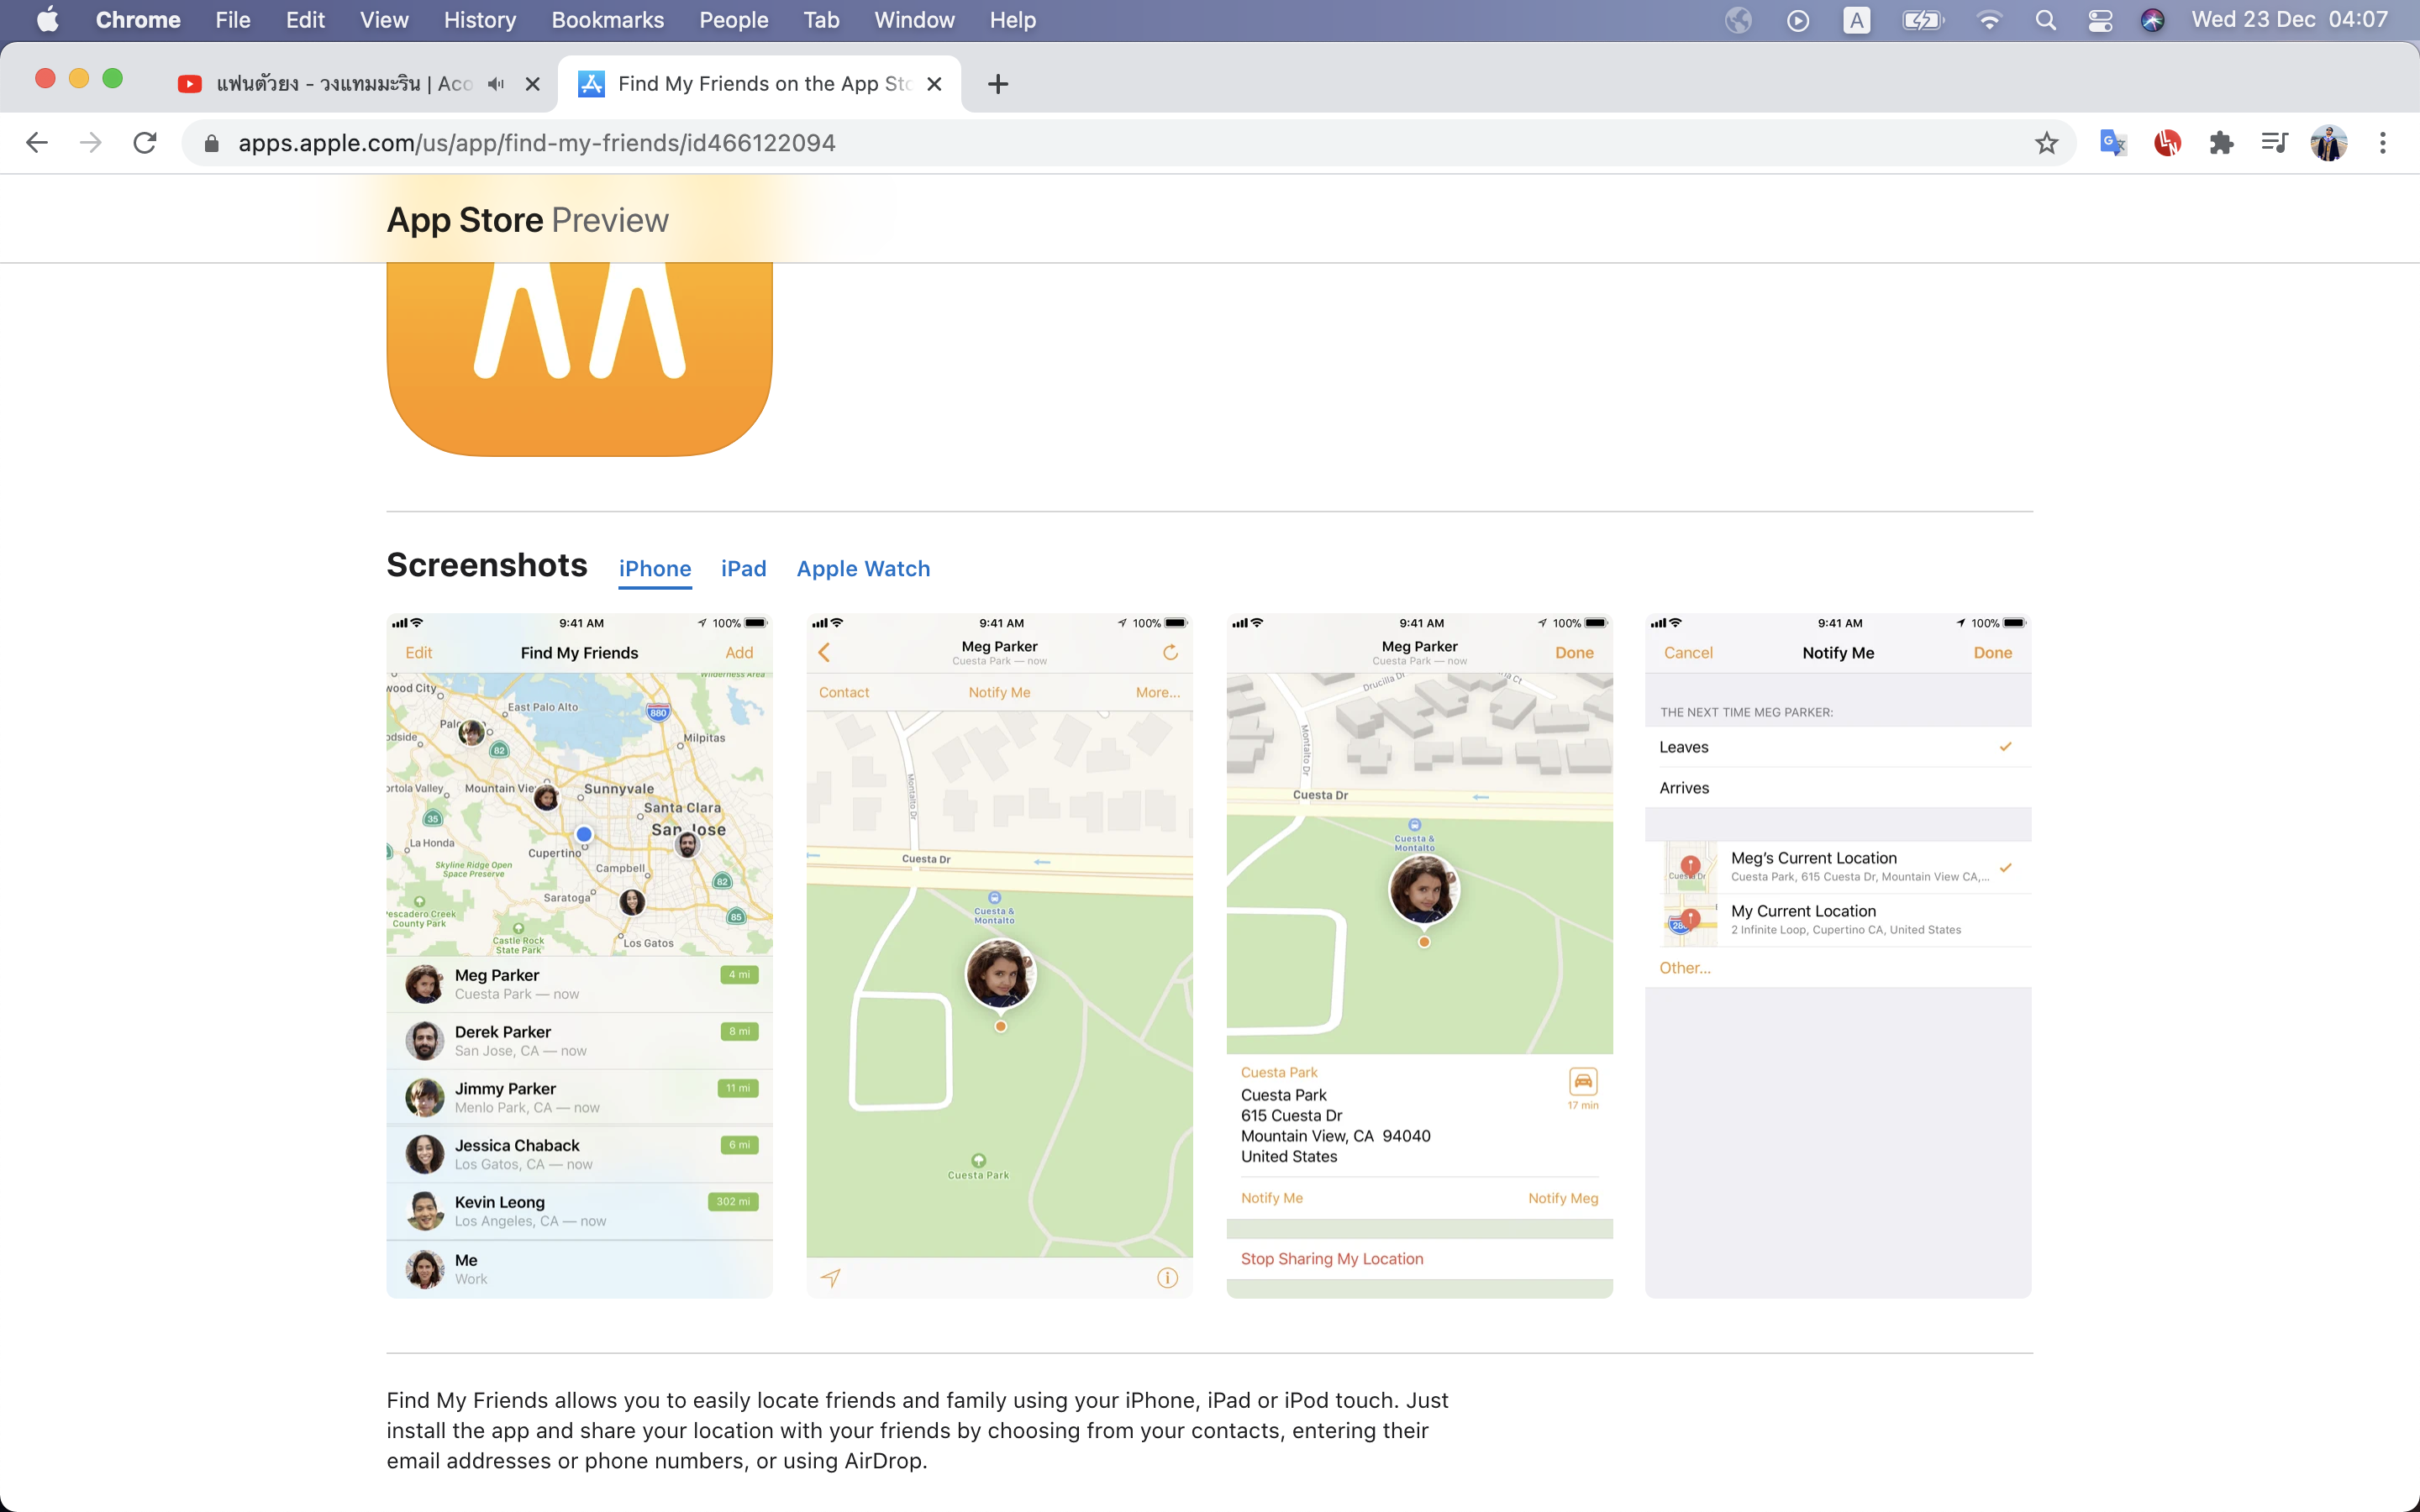 Chrome File Edit View History Bookmarks People Tab Window Help
A
Wed 23 Dec 04:07
แฟนตัวยง - วงแทมมะริน | Aco
Find My Friends on the App Sto
apps.apple.com/us/app/find-my-friends/id466122094
App Store Preview
Screenshots iPhone iPad Apple Watch
9:41 AM 100%
Edit Find My Friends Add
Wilderness Area
wood City
East Palo Alto
880
Milpitas
82
ortola Valley
Sunnyvale
Santa Clara
35
San Jose
La Honda
Cupertino
Skyline Ridge Open
Space Preserve
Campbell
82
Saratoga
85
escadero Creek
County Park
Castle Rock
State Park
Los Gatos
Meg Parker 4 mi
Cuesta Park — now
Derek Parker 8 mi
San Jose, CA — now
Jimmy Parker 11 mi
Menlo Park, CA — now
Jessica Chaback 6 mi
Los Gatos, CA — now
Kevin Leong 302 mi
Los Angeles, CA — now
Me
Work
9:41 AM 100%
Meg Parker
Cuesta Park — now
Contact Notify Me More...
Montalto Dr
Cuesta Dr
Cuesta &
Montalto
Cuesta Park
9:41 AM 100%
Meg Parker Done
Cuesta Park — now
Drucilla Dr
Montalto Dr
Cuesta Dr
Cuesta &
Montalto
Cuesta Park
Cuesta Park
615 Cuesta Dr
17 min
Mountain View, CA 94040
United States
Notify Me Notify Meg
Stop Sharing My Location
9:41 AM 100%
Cancel Notify Me Done
THE NEXT TIME MEG PARKER:
Leaves
Arrives
Meg's Current Location
Cuesta Park, 615 Cuesta Dr, Mountain View CA,...
My Current Location
2 Infinite Loop, Cupertino CA, United States
Other...
Find My Friends allows you to easily locate friends and family using your iPhone, iPad or iPod touch. Just
install the app and share your location with your friends by choosing from your contacts, entering their
email addresses or phone numbers, or using AirDrop.